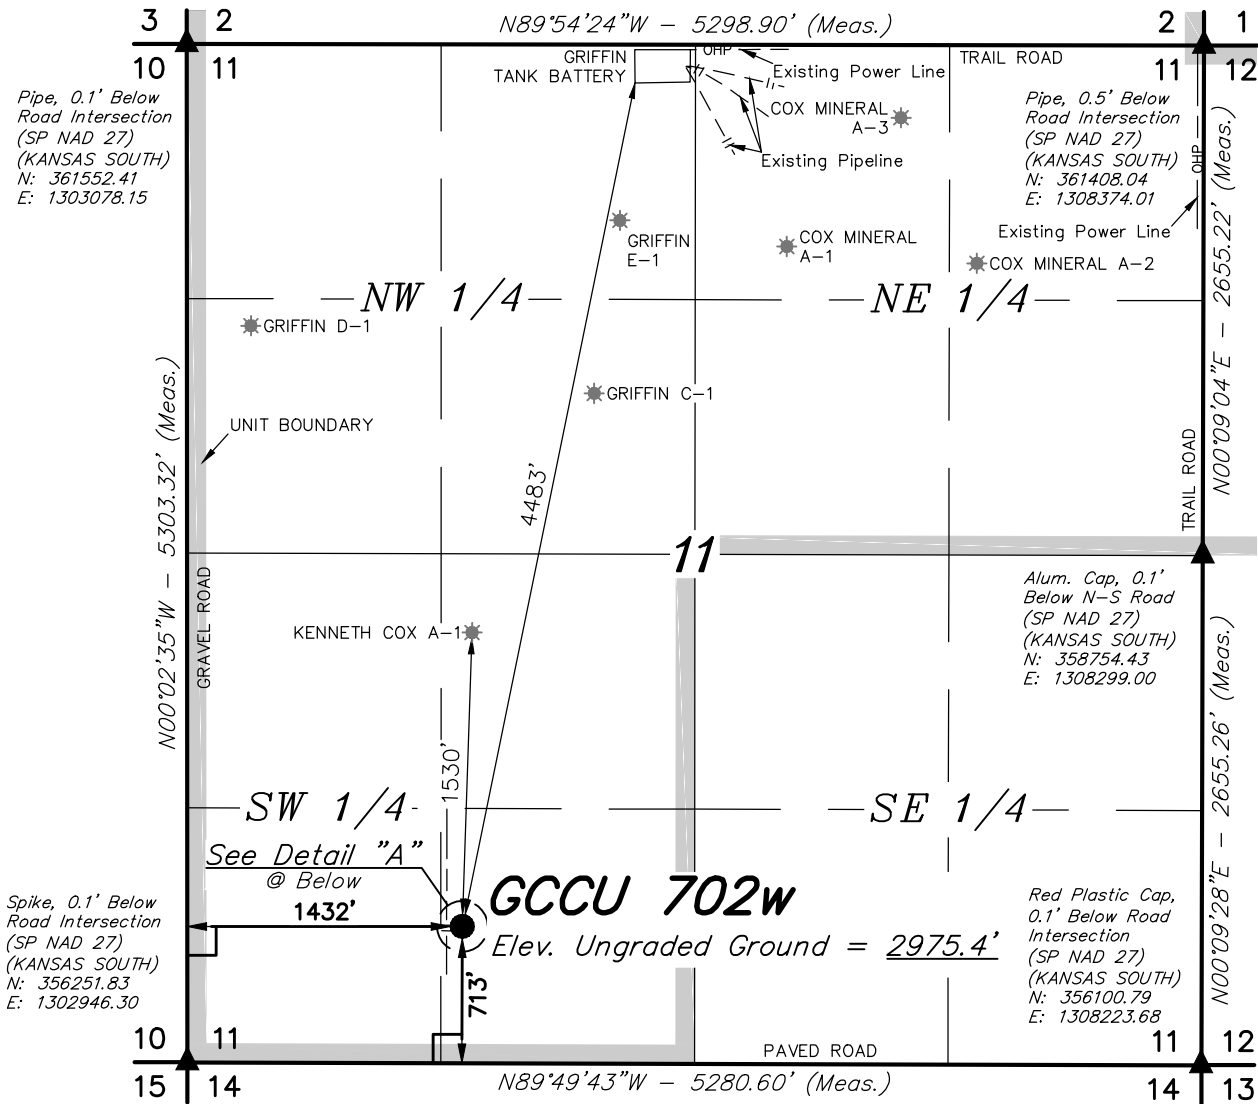 3 2
N89°54'24"W - 5298.90' (Meas.)
2 1
10 11
GRIFFIN
TANK BATTERY
OHP
Existing Power Line
TRAIL ROAD
11 12
Pipe, 0.1' Below
Road Intersection
(SP NAD 27)
(KANSAS SOUTH)
N: 361552.41
E: 1303078.15
COX MINERAL
A-3
Existing Pipeline
Pipe, 0.5' Below
Road Intersection
(SP NAD 27)
(KANSAS SOUTH)
N: 361408.04
E: 1308374.01
OHP
Existing Power Line
N00°09'04"E - 2655.22' (Meas.)
GRIFFIN
E-1
COX MINERAL
A-1
COX MINERAL A-2
NW 1/4
NE 1/4
GRIFFIN D-1
GRIFFIN C-1
UNIT BOUNDARY
N00°02'35"W - 5303.32' (Meas.)
GRAVEL ROAD
4483'
TRAIL ROAD
11
Alum. Cap, 0.1'
Below N-S Road
(SP NAD 27)
(KANSAS SOUTH)
N: 358754.43
E: 1308299.00
KENNETH COX A-1
1530'
N00°09'28"E - 2655.26' (Meas.)
SW 1/4
SE 1/4
See Detail "A"
@ Below
1432'
GCCU 702w
Elev. Ungraded Ground = 2975.4'
713'
Spike, 0.1' Below
Road Intersection
(SP NAD 27)
(KANSAS SOUTH)
N: 356251.83
E: 1302946.30
Red Plastic Cap,
0.1' Below Road
Intersection
(SP NAD 27)
(KANSAS SOUTH)
N: 356100.79
E: 1308223.68
10 11
PAVED ROAD
11 12
15 14
N89°49'43"W - 5280.60' (Meas.)
14 13